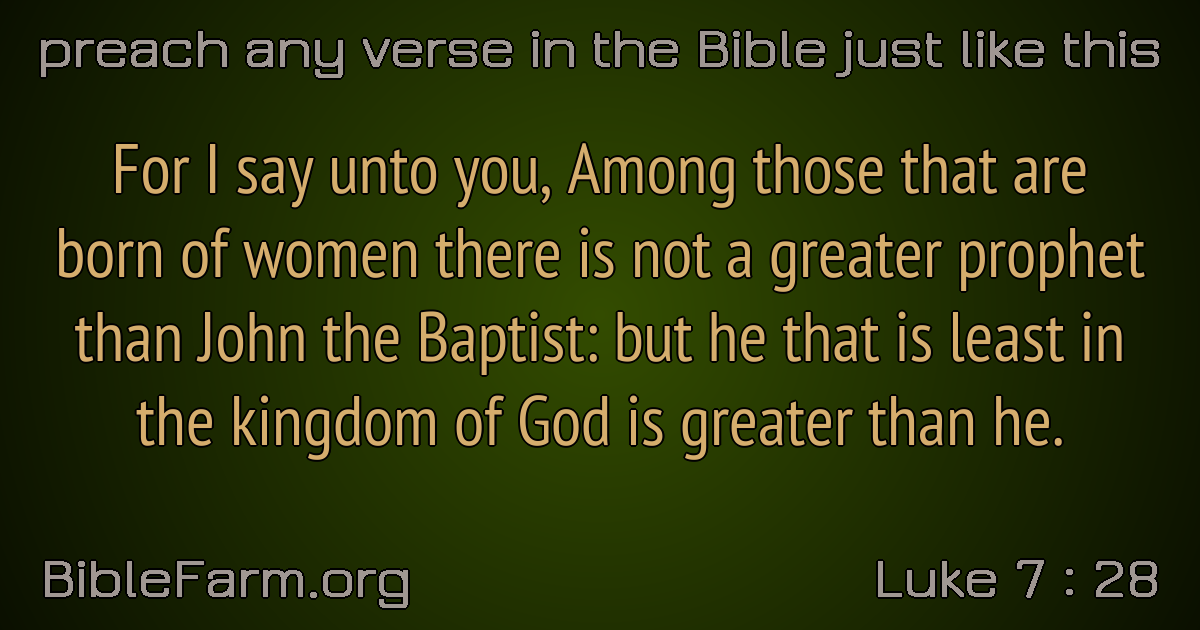 preach any verse in the Bible just like this
For I say unto you, Among those that are
born of women there is not a greater prophet
than John the Baptist: but he that is least in
the kingdom of God is greater than he.
BibleFarm.org
Luke 7 : 28